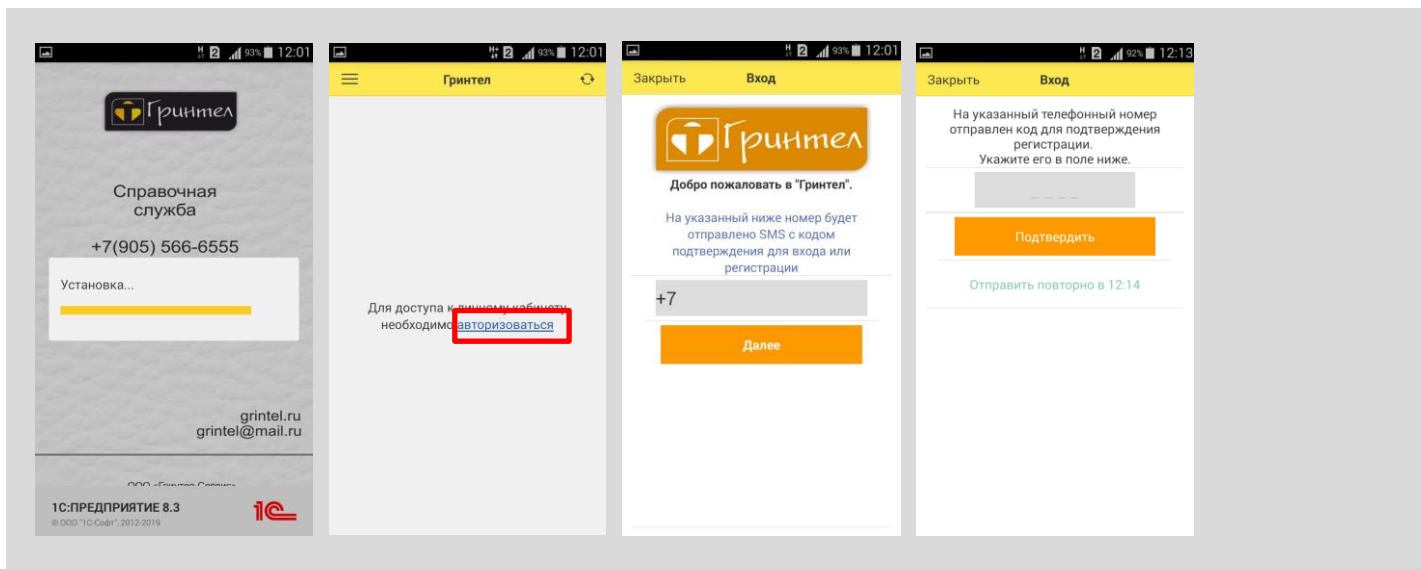 93% 12:01
Гринтел
Справочная
служба
+7(905) 566-6555
Установка...
grintel.ru
grintel@mail.ru
1С:ПРЕДПРИЯТИЕ 8.3
© ООО "1С-Софт", 2012-2019
1С
93% 12:01
Гринтел
Для доступа к личному кабинету
необходимо авторизоваться
93% 12:01
Закрыть Вход
Гринтел
Добро пожаловать в "Гринтел".
На указанный ниже номер будет
отправлено SMS с кодом
подтверждения для входа или
регистрации
+7
Далее
92% 12:13
Закрыть Вход
На указанный телефонный номер
отправлен код для подтверждения
регистрации.
Укажите его в поле ниже.
_ _ _ _
Подтвердить
Отправить повторно в 12:14